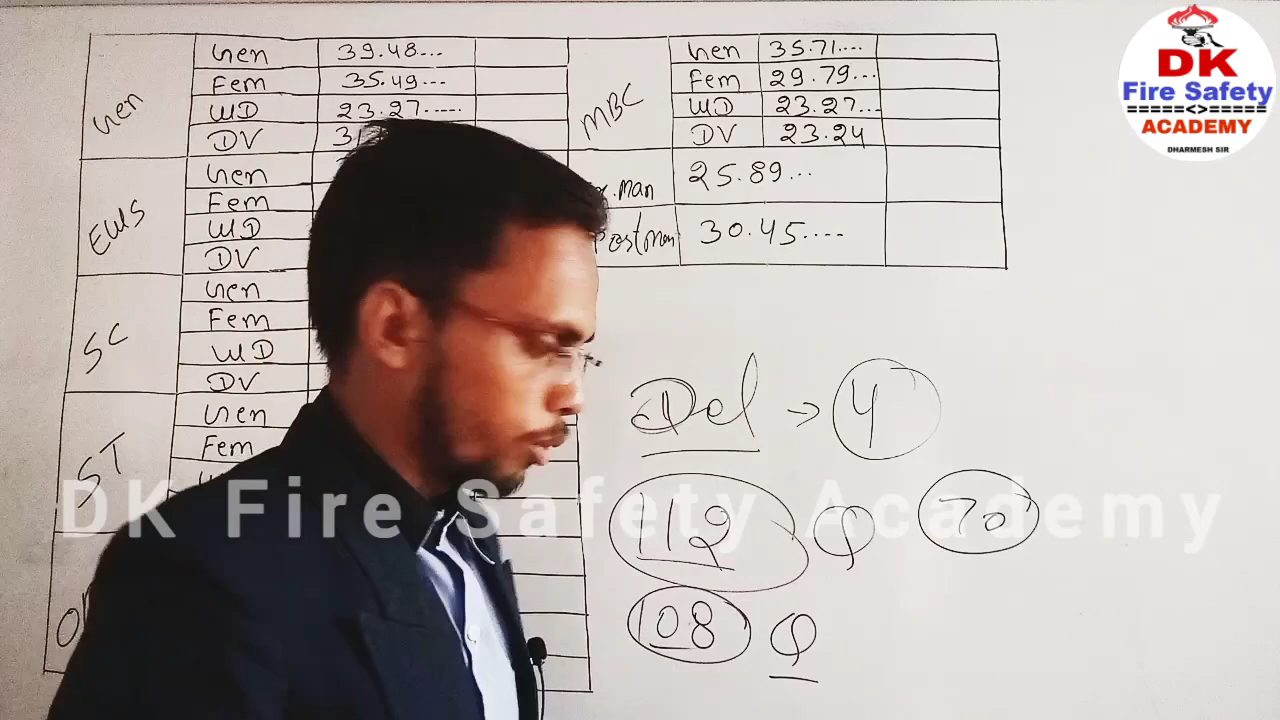 Gen
Gen 39.48...
Fem 35.49...
WD 23.27.....
DV
EWS
Gen
Fem
WD
DV
SC
Gen
Fem
WD
DV
ST
Gen
Fem
MBC
Gen 35.71....
Fem 29.79...
WD 23.27...
DV 23.24
.Man 25.89...
Postman 30.45....
Del → 4
112 Q 70
108 Q
DK Fire Safety Academy
DK
Fire Safety
=====<>=====
ACADEMY
DHARMESH SIR